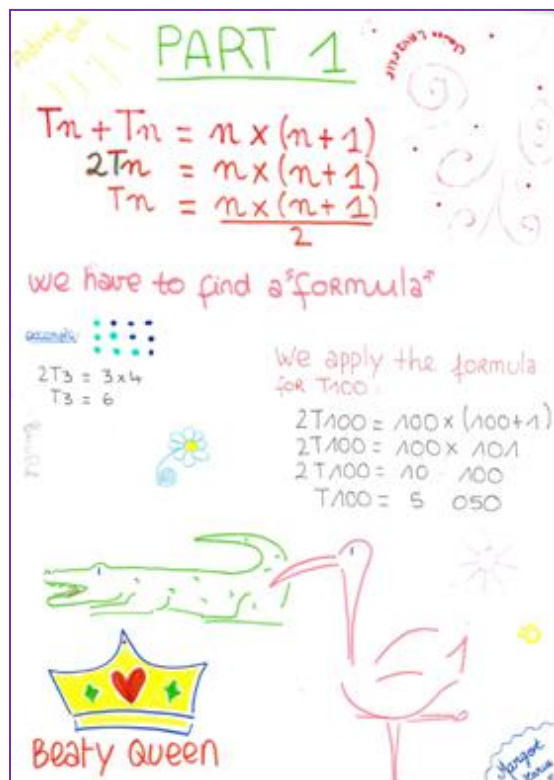 PART 1
Tn + Tn = n x (n+1)
2Tn = n x (n+1)
Tn = n x (n+1)
2
We have to find a "formula"
example:
2T3 = 3x4
T3 = 6
We apply the formula
for T100:
2T100 = 100 x (100+1)
2T100 = 100 x 101
2T100 = 10 100
T100 = 5 050
Beaty Queen
Margot